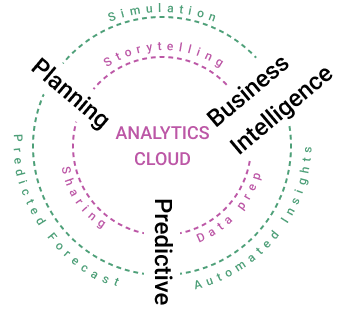 Simulation
Storytelling
Planning
Business
Intelligence
ANALYTICS
CLOUD
Sharing
Data prep
Predictive
Predicted Forecast
Automated Insights